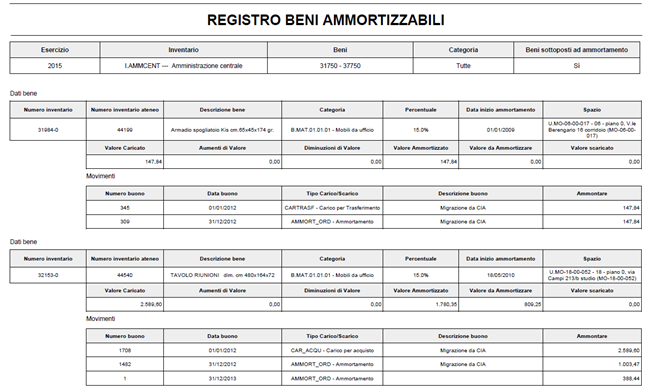 REGISTRO BENI AMMORTIZZABILI
Esercizio Inventario Beni Categoria Beni sottoposti ad ammortamento
2015 I.AMMCENT --- Amministrazione centrale 31750 - 37750 Tutte Sì
Dati bene
Numero inventario Numero inventario ateneo Descrizione bene Categoria Percentuale Data inizio ammortamento Spazio
31984-0 44199 Armadio spogliatoio Kis cm.65x45x174 gr. B.MAT.01.01.01 - Mobili da ufficio 15.0% 01/01/2009 U.MO-06-00-017 - 06 - piano 0, V.le
Berengario 16 corridoio (MO-06-00-
017)
Valore Caricato Aumenti di Valore Diminuzioni di Valore Valore Ammortizzato Valore da Ammortizzare Valore scaricato
147,84 0,00 0,00 147,84 0,00 0,00
Movimenti
Numero buono Data buono Tipo Carico/Scarico Descrizione buono Ammontare
345 01/01/2012 CARTRASF - Carico per Trasferimento Migrazione da CIA 147,84
309 31/12/2012 AMMORT_ORD - Ammortamento Migrazione da CIA 147,84
Dati bene
Numero inventario Numero inventario ateneo Descrizione bene Categoria Percentuale Data inizio ammortamento Spazio
32153-0 44540 TAVOLO RIUNIONI dim. cm 480x164x72 B.MAT.01.01.01 - Mobili da ufficio 15.0% 18/05/2010 U.MO-18-00-052 - 18 - piano 0, via
Campi 213/b studio (MO-18-00-052)
Valore Caricato Aumenti di Valore Diminuzioni di Valore Valore Ammortizzato Valore da Ammortizzare Valore scaricato
2.589,60 0,00 0,00 1.780,35 809,25 0,00
Movimenti
Numero buono Data buono Tipo Carico/Scarico Descrizione buono Ammontare
1708 01/01/2012 CAR_ACQU - Carico per acquisto Migrazione da CIA 2.589,60
1482 31/12/2012 AMMORT_ORD - Ammortamento Migrazione da CIA 1.003,47
1 31/12/2013 AMMORT_ORD - Ammortamento 388,44